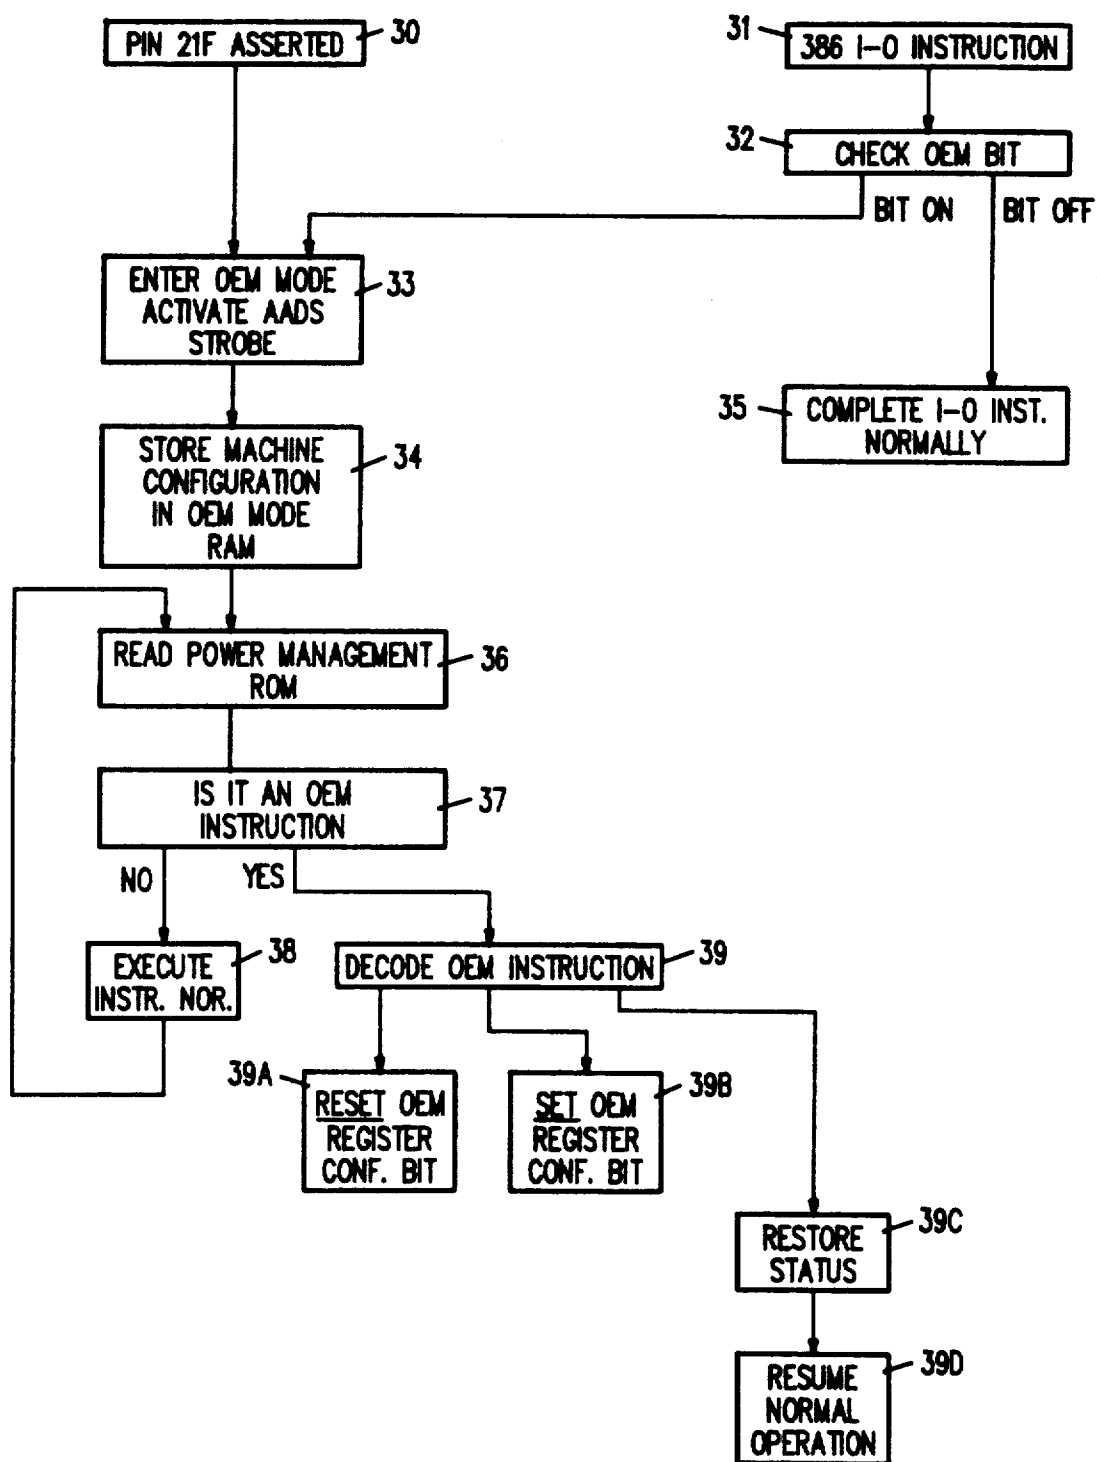 PIN 21F ASSERTED
30
31
386 I-O INSTRUCTION
32
CHECK OEM BIT
BIT ON
BIT OFF
ENTER OEM MODE
ACTIVATE AADS
STROBE
33
35
COMPLETE I-O INST.
NORMALLY
STORE MACHINE
CONFIGURATION
IN OEM MODE
RAM
34
READ POWER MANAGEMENT
ROM
36
IS IT AN OEM
INSTRUCTION
37
NO
YES
EXECUTE
INSTR. NOR.
38
DECODE OEM INSTRUCTION
39
39A
RESET OEM
REGISTER
CONF. BIT
SET OEM
REGISTER
CONF. BIT
39B
RESTORE
STATUS
39C
RESUME
NORMAL
OPERATION
39D